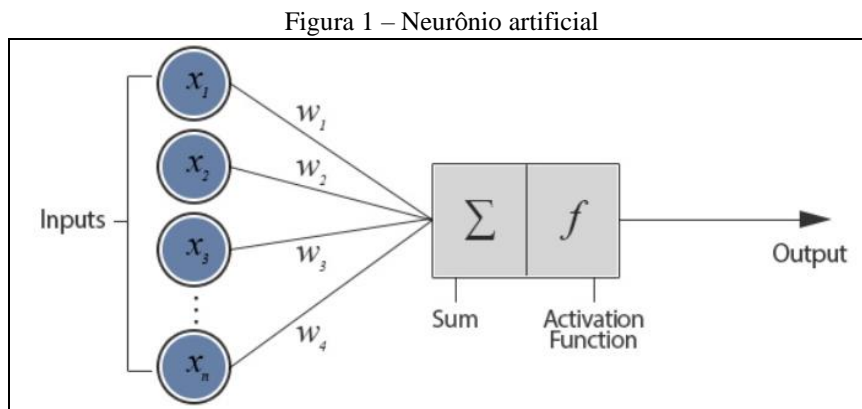 Figura 1 – Neurônio artificial
x₁
w₁
x₂
w₂
Inputs
x₃
w₃
xₙ
w₄
∑
f
Output
Sum
Activation
Function